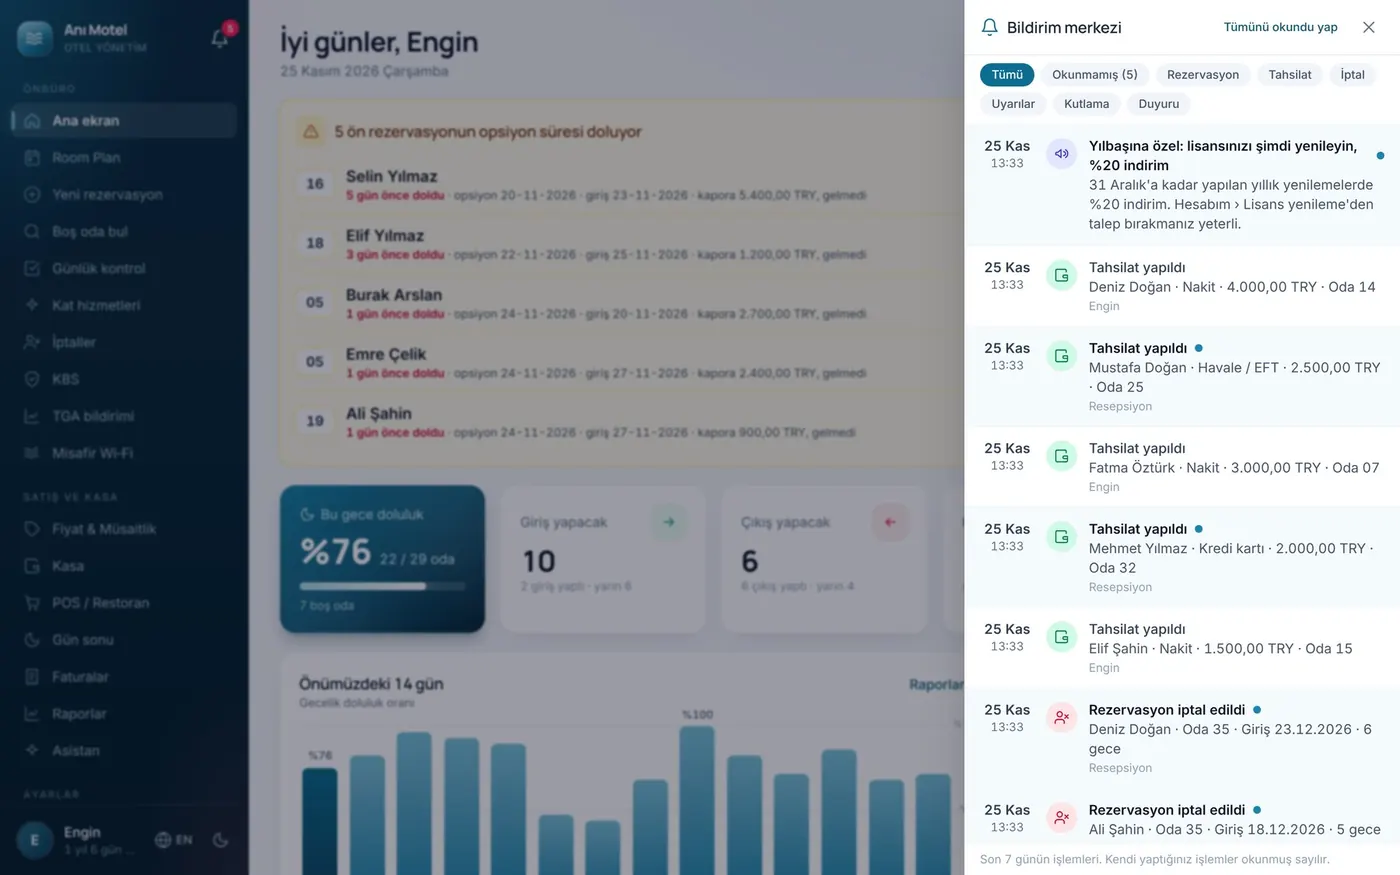 Anı Motel
OTEL YÖNETİM
5
ÖNBÜRO
Ana ekran
Room Plan
Yeni rezervasyon
Boş oda bul
Günlük kontrol
Kat hizmetleri
İptaller
KBS
TGA bildirimi
Misafir Wi-Fi
SATIŞ VE KASA
Fiyat & Müsaitlik
Kasa
POS / Restoran
Gün sonu
Faturalar
Raporlar
Asistan
AYARLAR
E
Engin
1 yıl 6 gün ...
EN
İyi günler, Engin
25 Kasım 2026 Çarşamba
5 ön rezervasyonun opsiyon süresi doluyor
16
Selin Yılmaz
5 gün önce doldu · opsiyon 20-11-2026 · giriş 23-11-2026 · kapora 5.400,00 TRY, gelmedi
18
Elif Yılmaz
3 gün önce doldu · opsiyon 22-11-2026 · giriş 25-11-2026 · kapora 1.200,00 TRY, gelmedi
05
Burak Arslan
1 gün önce doldu · opsiyon 24-11-2026 · giriş 20-11-2026 · kapora 2.700,00 TRY, gelmedi
05
Emre Çelik
1 gün önce doldu · opsiyon 24-11-2026 · giriş 27-11-2026 · kapora 2.400,00 TRY, gelmedi
19
Ali Şahin
1 gün önce doldu · opsiyon 24-11-2026 · giriş 27-11-2026 · kapora 900,00 TRY, gelmedi
Bu gece doluluk
%76 22 / 29 oda
7 boş oda
Giriş yapacak
10
2 giriş yaptı · yarın 6
Çıkış yapacak
6
6 çıkış yaptı · yarın 4
Önümüzdeki 14 gün
Gecelik doluluk oranı
Raporlar
%76
%100
Bildirim merkezi
Tümünü okundu yap
Tümü
Okunmamış (5)
Rezervasyon
Tahsilat
İptal
Uyarılar
Kutlama
Duyuru
25 Kas
13:33
Yılbaşına özel: lisansınızı şimdi yenileyin,
%20 indirim
31 Aralık'a kadar yapılan yıllık yenilemelerde
%20 indirim. Hesabım › Lisans yenileme'den
talep bırakmanız yeterli.
25 Kas
13:33
Tahsilat yapıldı
Deniz Doğan · Nakit · 4.000,00 TRY · Oda 14
Engin
25 Kas
13:33
Tahsilat yapıldı
Mustafa Doğan · Havale / EFT · 2.500,00 TRY
· Oda 25
Resepsiyon
25 Kas
13:33
Tahsilat yapıldı
Fatma Öztürk · Nakit · 3.000,00 TRY · Oda 07
Engin
25 Kas
13:33
Tahsilat yapıldı
Mehmet Yılmaz · Kredi kartı · 2.000,00 TRY ·
Oda 32
Resepsiyon
25 Kas
13:33
Tahsilat yapıldı
Elif Şahin · Nakit · 1.500,00 TRY · Oda 15
Engin
25 Kas
13:33
Rezervasyon iptal edildi
Deniz Doğan · Oda 35 · Giriş 23.12.2026 · 6
gece
Resepsiyon
25 Kas
13:33
Rezervasyon iptal edildi
Ali Şahin · Oda 35 · Giriş 18.12.2026 · 5 gece
Son 7 günün işlemleri. Kendi yaptığınız işlemler okunmuş sayılır.